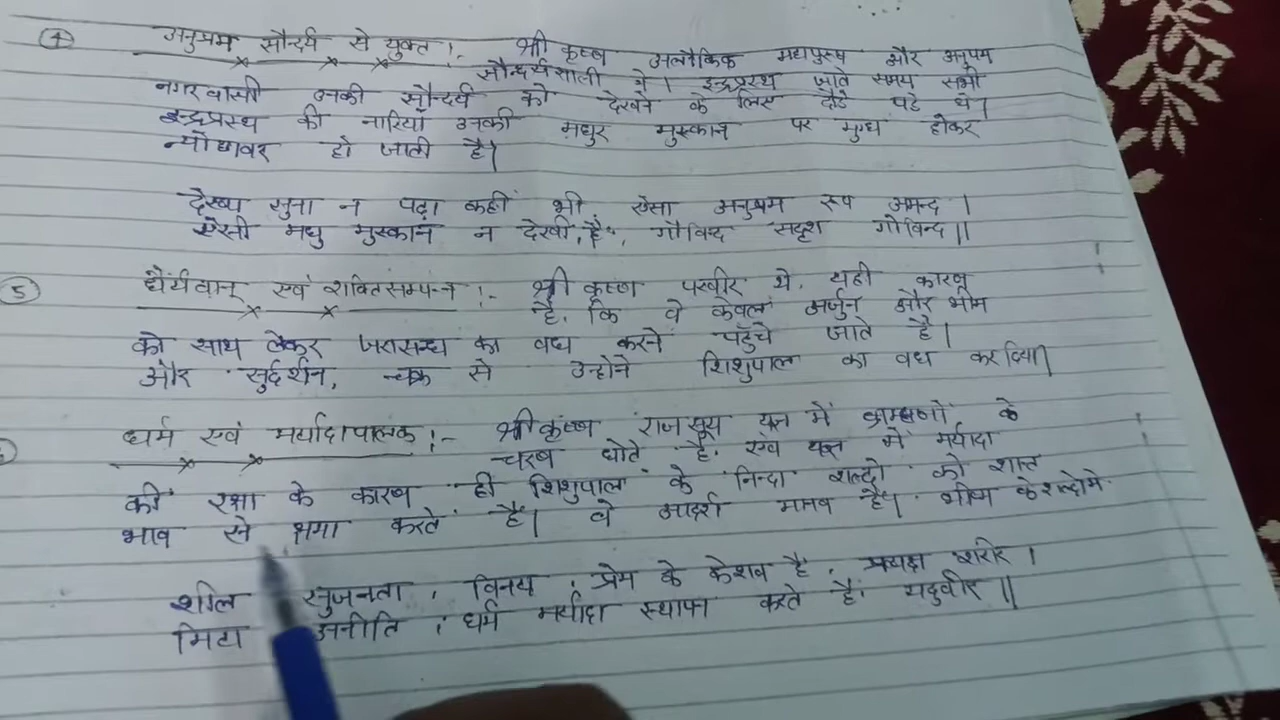 ④ अनुपम सौन्दर्य से युक्त :- श्री कृष्ण अलौकिक महापुरुष और अनुपम
सौन्दर्यशाली थे। इन्द्रप्रस्थ जाते समय सभी
नगरवासी उनकी सौन्दर्य को देखने के लिए दौड़े पड़े थे।
इन्द्रप्रस्थ की नारियां उनकी मधुर मुस्कान पर मुग्ध होकर
न्योछावर हो जाती है।
देखा सुना न पढ़ा कहीं भी ऐसा अनुपम रूप अमन्द।
ऐसी मधु मुस्कान न देखी, है, गोविन्द सदृश गोविन्द॥
⑤ धैर्यवान् एवं शक्तिसम्पन्न :- श्री कृष्ण परवीर थे, यही कारण
है, कि वे केवल अर्जुन और भीम
को साथ लेकर जरासन्ध का वध करने पहुँचे जाते है।
और सुर्दशन, चक्र से उन्होने शिशुपाल का वध कर दिया।
धर्म एवं मर्यादापालक :- श्री कृष्ण राजसूय यज्ञ में ब्राम्हणों के
चरण धोते है, एवं यज्ञ में मर्यादा
की रक्षा के कारण ही शिशुपाल के निन्दा शब्दो को शान्त
भाव से क्षमा करते है। वे आदर्श मानव है। भीष्म के शब्दो मे
शील सुजनता, विनय, प्रेम के केशव है, प्रत्यक्ष शरीर।
मिटा अनीति, धर्म मर्यादा स्थापन करते है, यदुवीर॥